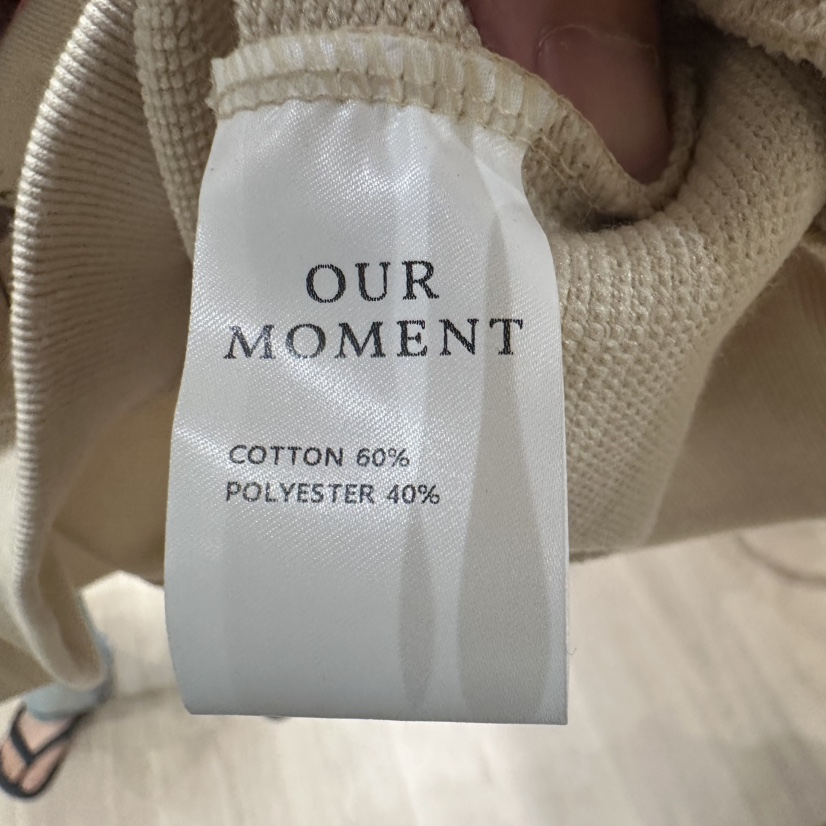 OUR
MOMENT
COTTON 60%
POLYESTER 40%